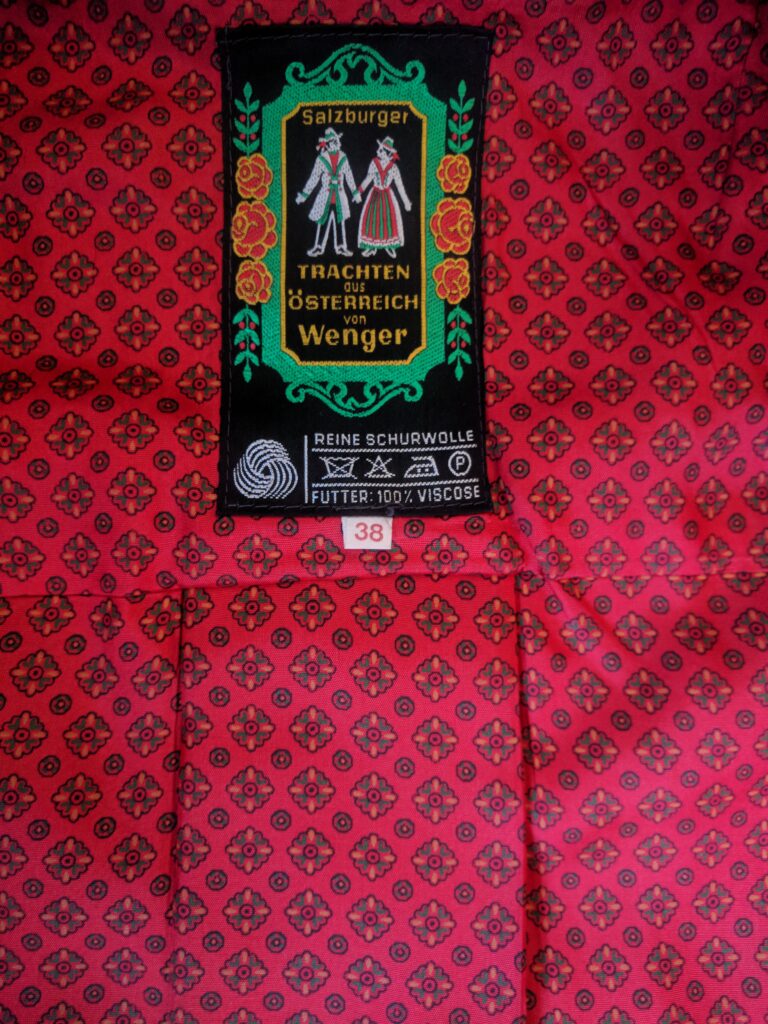 Salzburger
TRACHTEN
aus
ÖSTERREICH
von
Wenger
REINE SCHURWOLLE
P
FUTTER: 100% VISCOSE
38